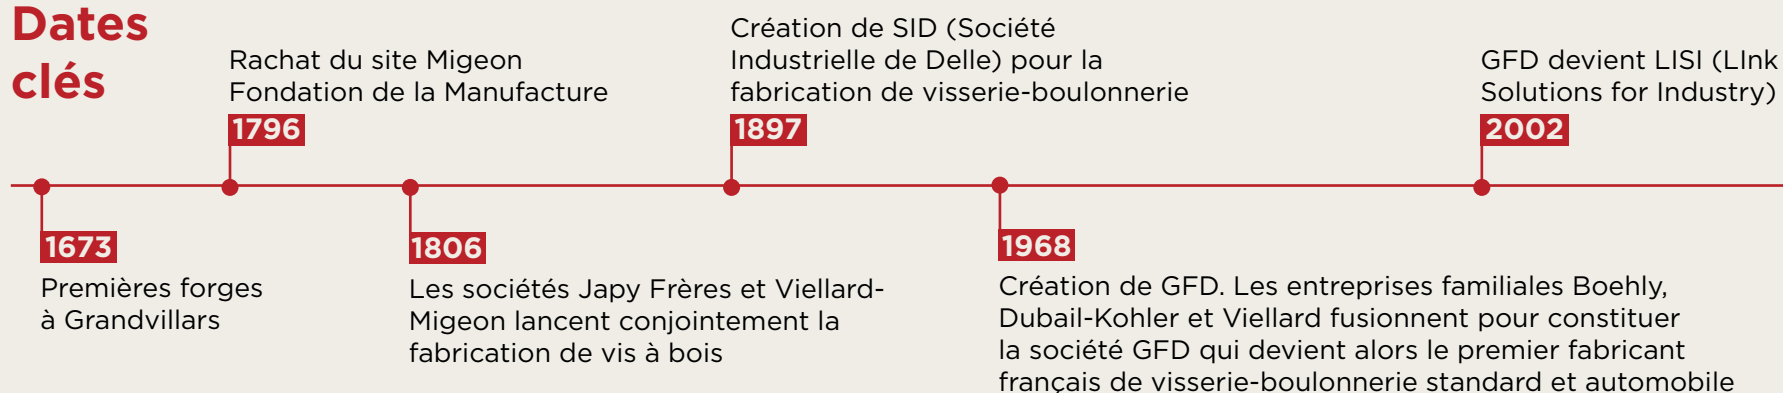 Dates
clés
Rachat du site Migeon
Fondation de la Manufacture
1796
Création de SID (Société
Industrielle de Delle) pour la
fabrication de visserie-boulonnerie
1897
GFD devient LISI (LInk
Solutions for Industry)
2002
1673
Premières forges
à Grandvillars
1806
Les sociétés Japy Frères et Viellard-
Migeon lancent conjointement la
fabrication de vis à bois
1968
Création de GFD. Les entreprises familiales Boehly,
Dubail-Kohler et Viellard fusionnent pour constituer
la société GFD qui devient alors le premier fabricant
français de visserie-boulonnerie standard et automobile